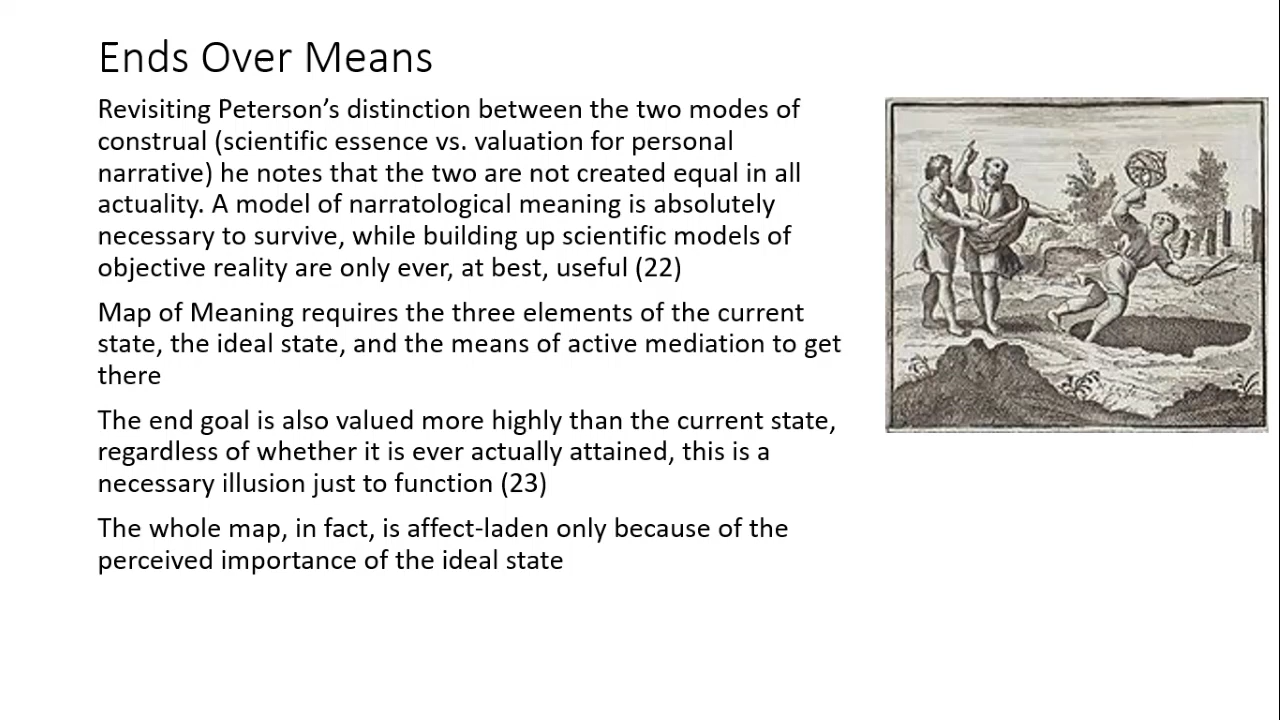 Ends Over Means
Revisiting Peterson’s distinction between the two modes of
construal (scientific essence vs. valuation for personal
narrative) he notes that the two are not created equal in all
actuality. A model of narratological meaning is absolutely
necessary to survive, while building up scientific models of
objective reality are only ever, at best, useful (22)
Map of Meaning requires the three elements of the current
state, the ideal state, and the means of active mediation to get
there
The end goal is also valued more highly than the current state,
regardless of whether it is ever actually attained, this is a
necessary illusion just to function (23)
The whole map, in fact, is affect-laden only because of the
perceived importance of the ideal state